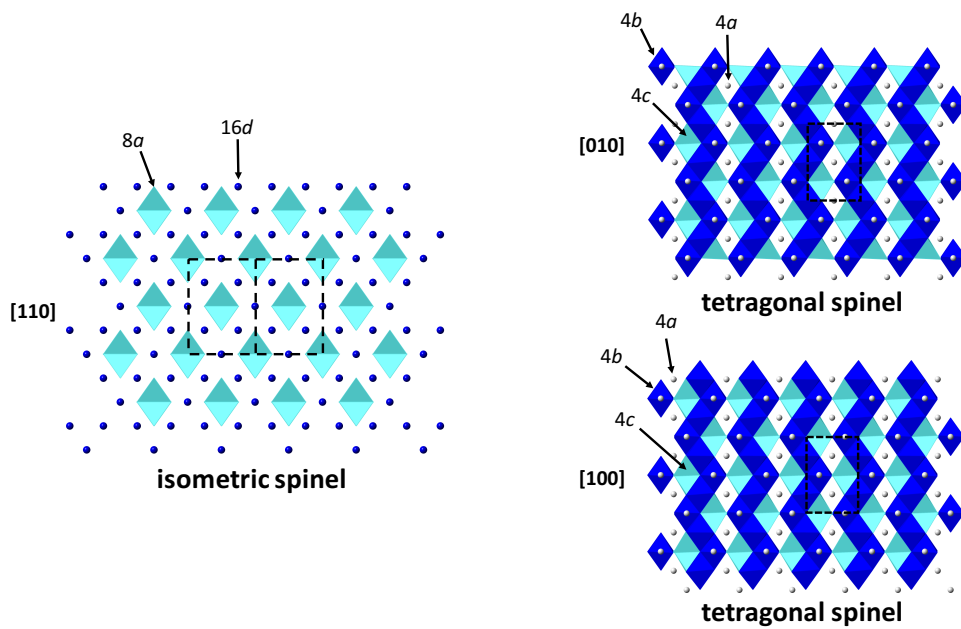 8a
16d
[110]
isometric spinel
4b
4a
4c
[010]
tetragonal spinel
4a
4b
4c
[100]
tetragonal spinel